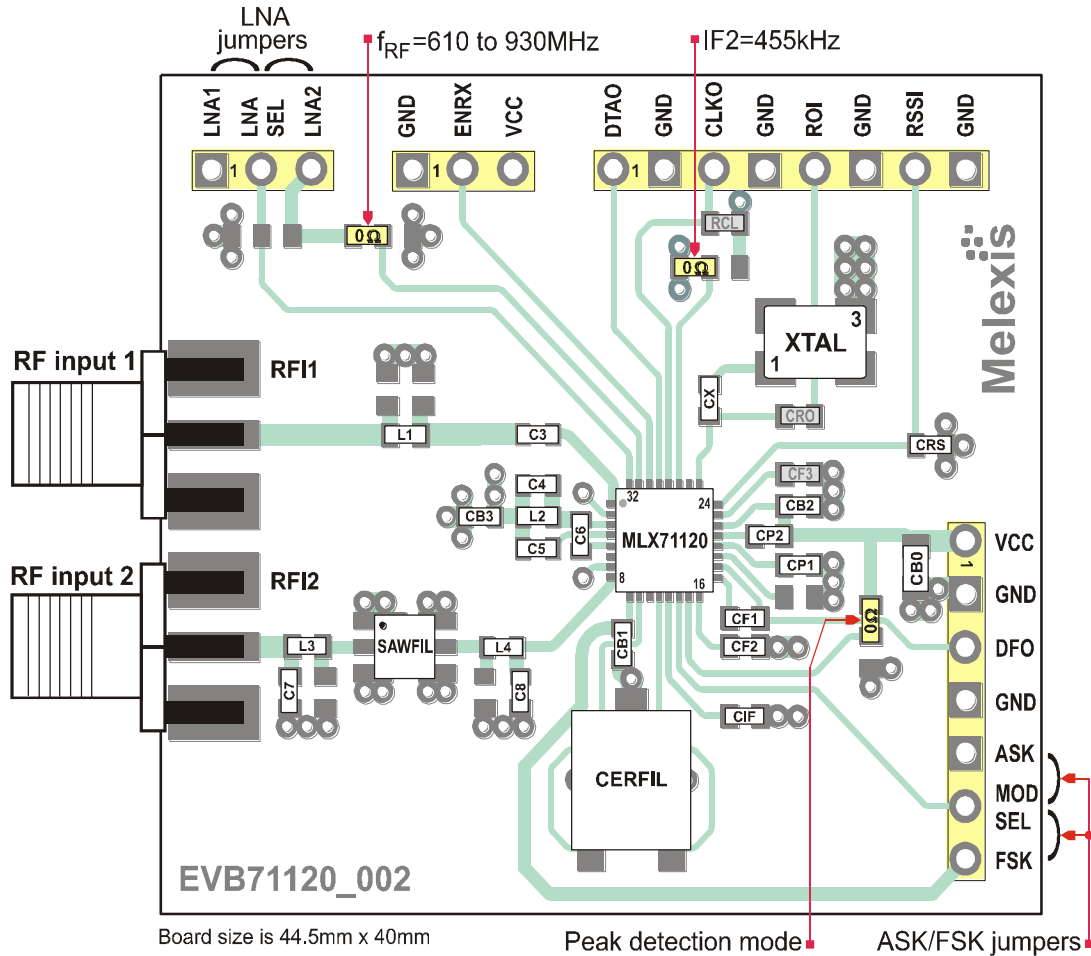 LNA
jumpers
fRF=610 to 930MHz
IF2=455kHz
LNA1
LNA
SEL
LNA2
GND
ENRX
VCC
DTAO
GND
CLKO
GND
ROI
GND
RSSI
GND
1
1
1
RCL
0Ω
0Ω
Melexis
XTAL
3
1
RF input 1
RFI1
CX
CRO
L1
C3
CRS
C4
32
24
CF3
CB3
L2
C6
MLX71120
CB2
C5
CP2
8
16
CP1
CB0
VCC
1
GND
RF input 2
RFI2
0Ω
CF1
DFO
L3
SAWFIL
L4
CB1
CF2
C7
C8
GND
CIF
ASK
CERFIL
MOD
SEL
FSK
EVB71120_002
Board size is 44.5mm x 40mm
Peak detection mode
ASK/FSK jumpers